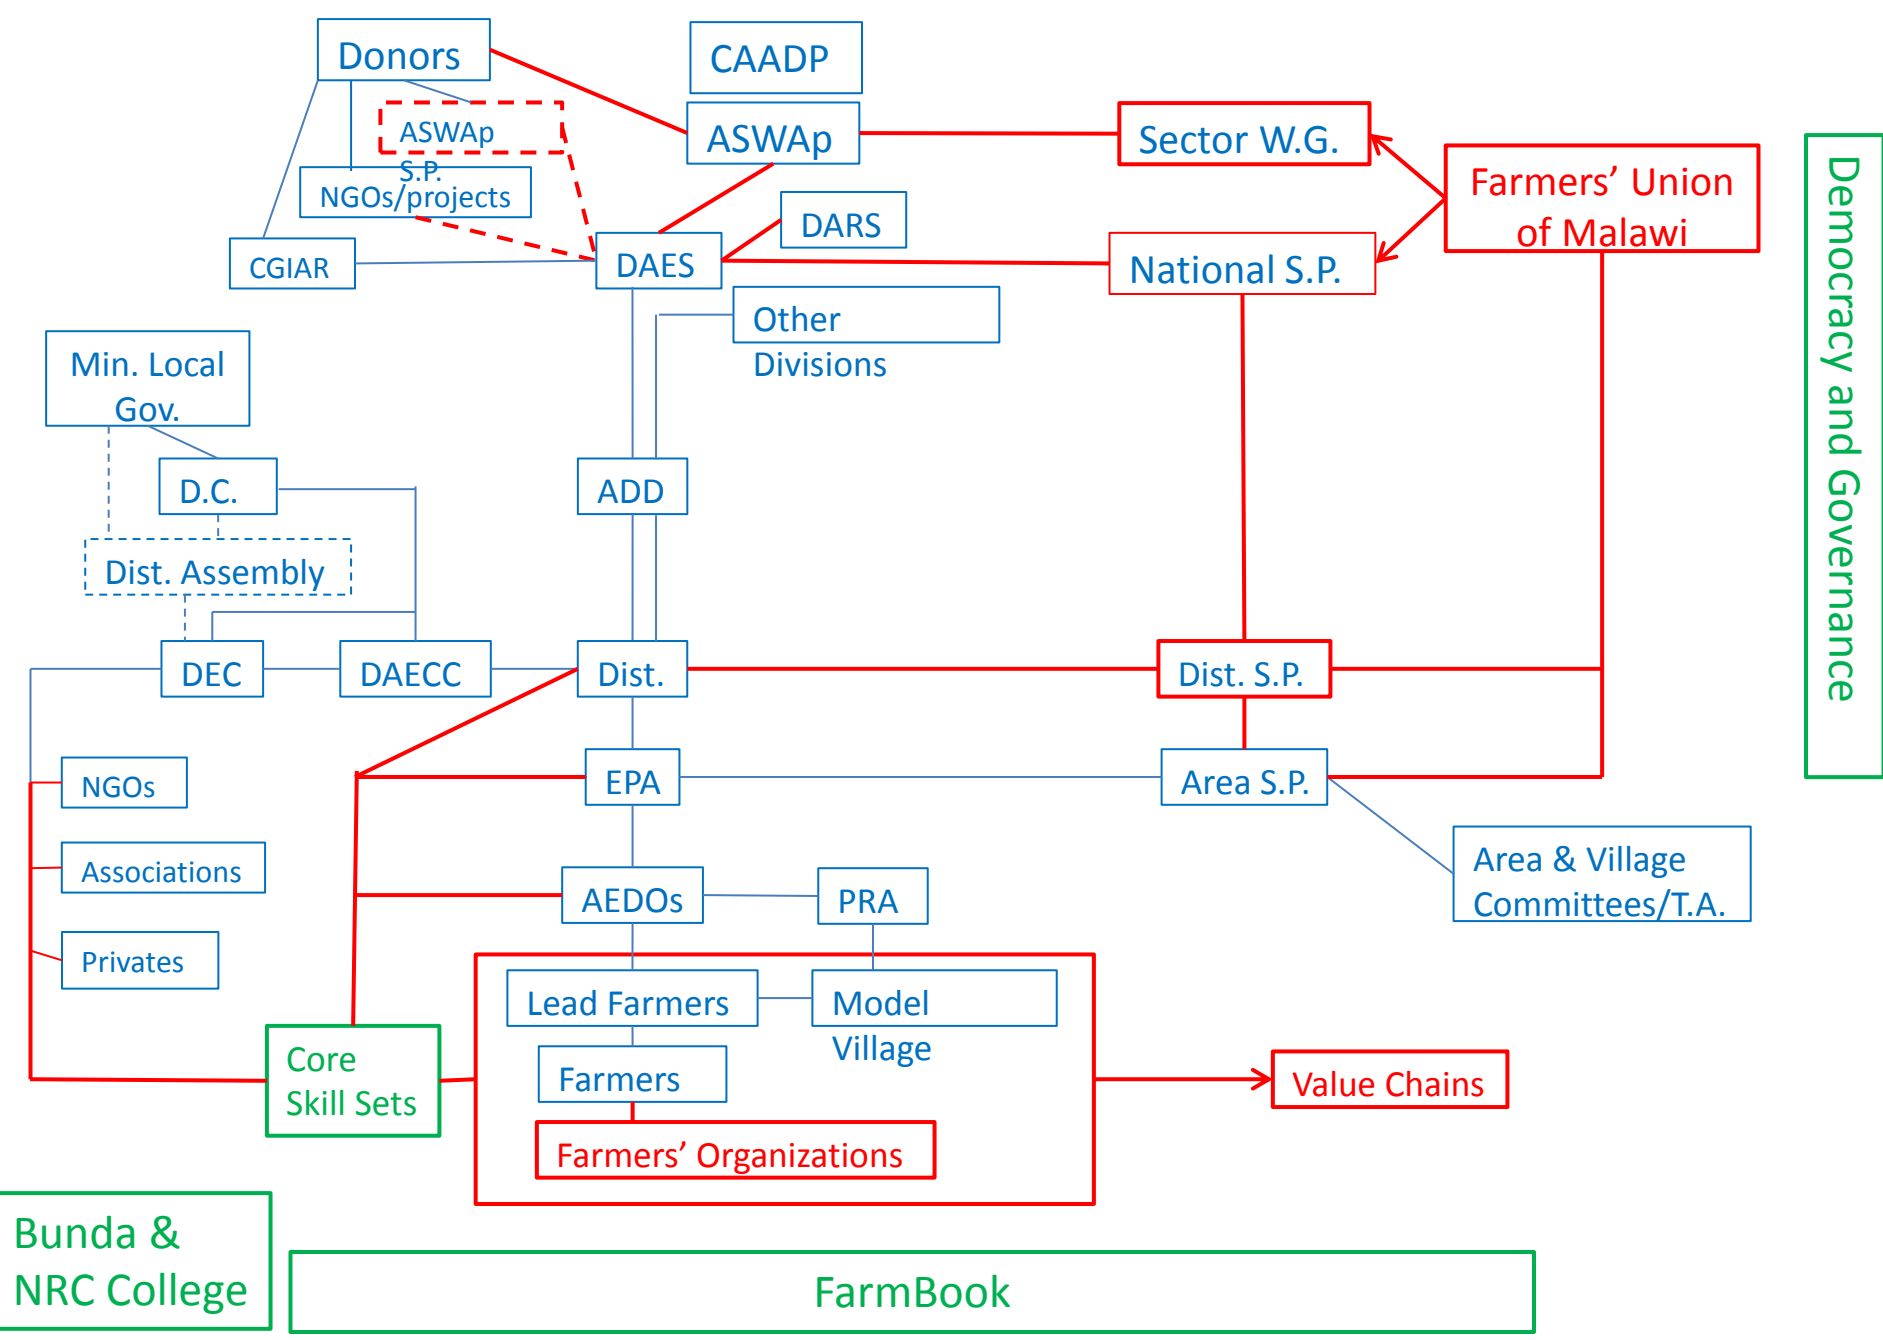 Donors
CAADP
ASWAp
S.P.
ASWAp
Sector W.G.
Farmers’ Union
of Malawi
NGOs/projects
DARS
CGIAR
DAES
National S.P.
Other
Divisions
Min. Local
Gov.
D.C.
ADD
Dist. Assembly
DEC
DAECC
Dist.
Dist. S.P.
NGOs
EPA
Area S.P.
Associations
AEDOs
PRA
Area & Village
Committees/T.A.
Privates
Lead Farmers
Model
Village
Core
Skill Sets
Farmers
Value Chains
Farmers’ Organizations
Bunda &
NRC College
FarmBook
Democracy and Governance